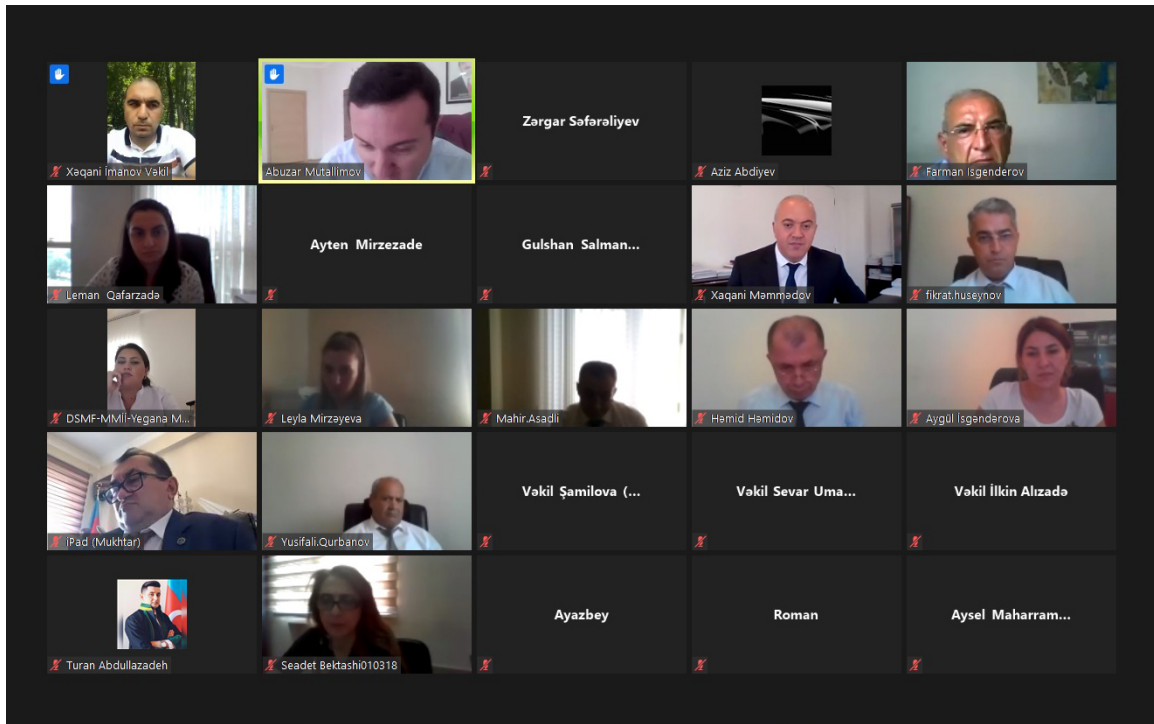 Xəqani İmanov Vəkil
Abuzar Mutallimov
Zərgar Səfərəliyev
Aziz Abdiyev
Farman Isgenderov
Leman Qafarzadə
Ayten Mirzezade
Gulshan Salman...
Xaqani Məmmədov
fikrat.huseynov
DSMF-MMİİ-Yegana M...
Leyla Mirzəyeva
Mahir.Asadli
Həmid Həmidov
Aygül İsgəndərova
iPad (Mukhtar)
Yusifali.Qurbanov
Vəkil Şamilova (...
Vəkil Sevar Uma...
Vəkil İlkin Alızadə
Turan Abdullazadeh
Seadet Bektashi010318
Ayazbey
Roman
Aysel Maharram...